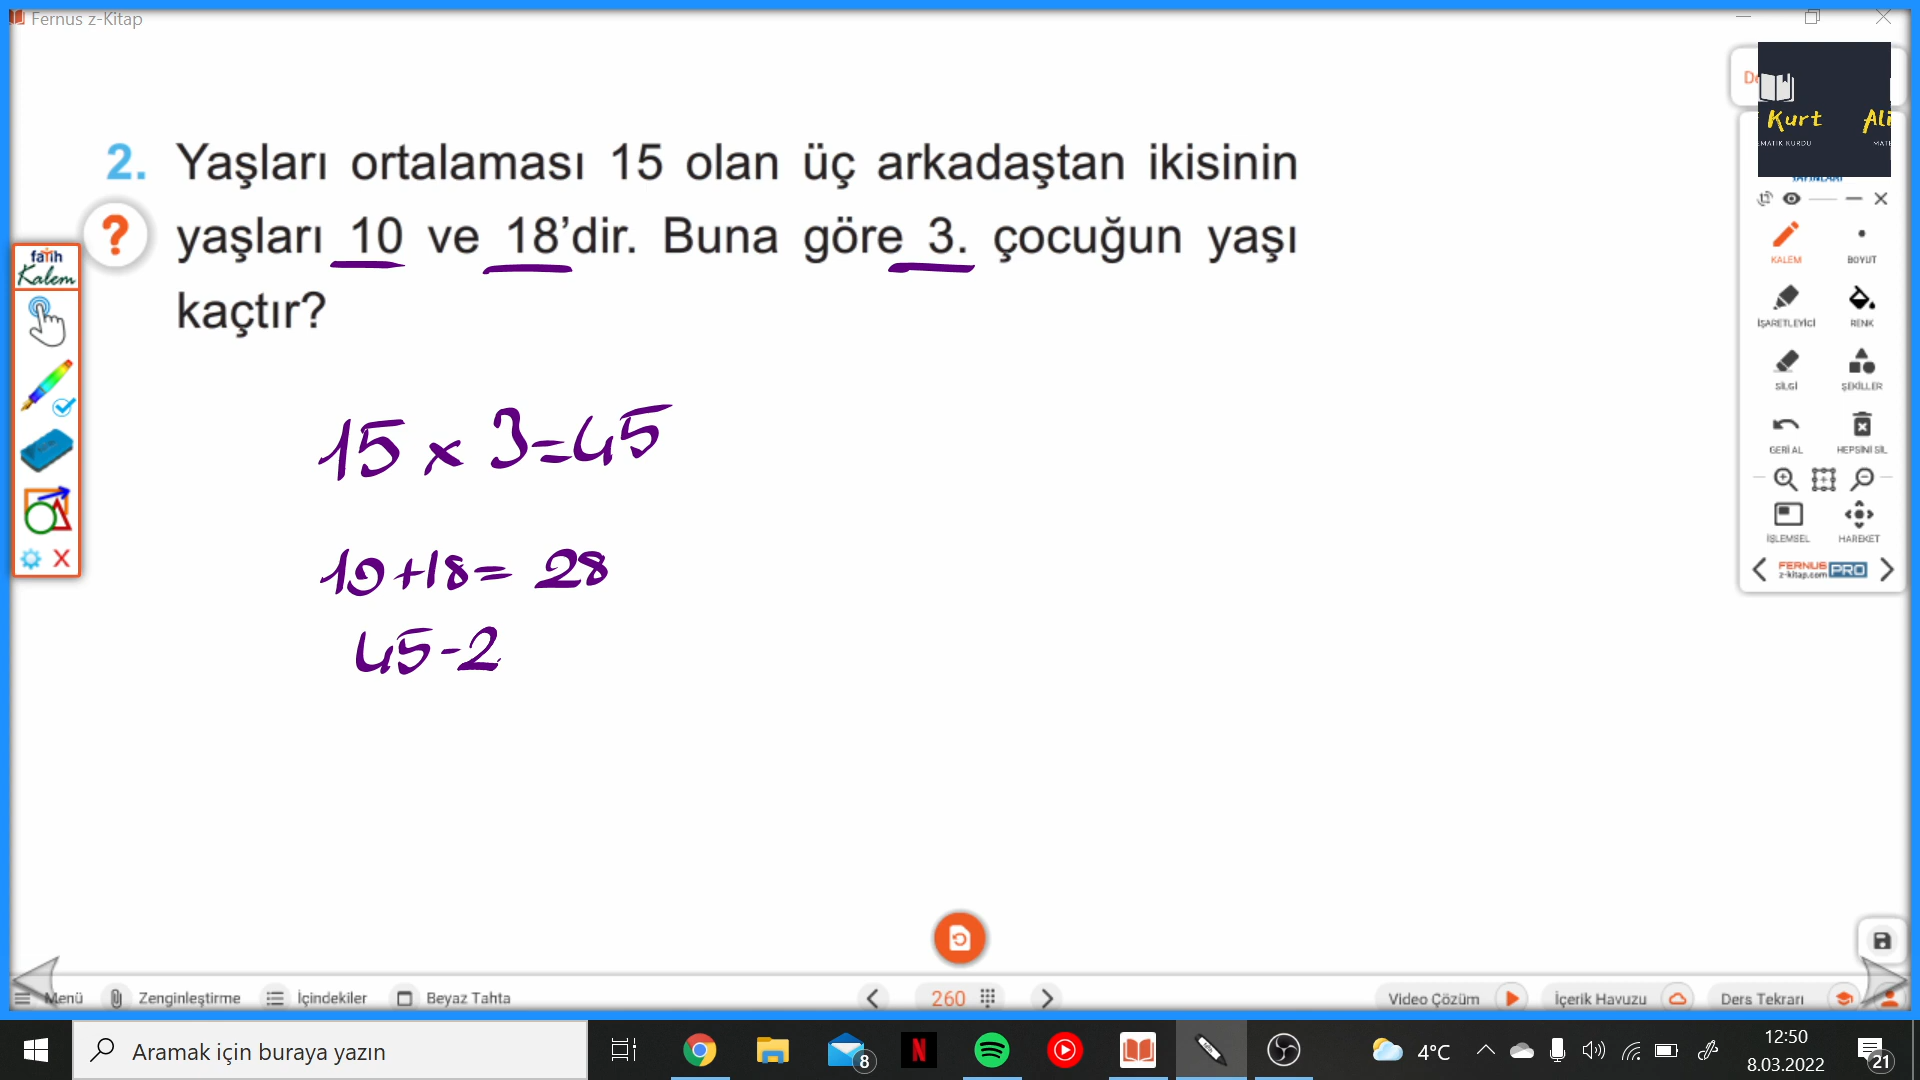 Fernus z-Kitap
Kurt Ali
2. Yaşları ortalaması 15 olan üç arkadaştan ikisinin
yaşları 10 ve 18'dir. Buna göre 3. çocuğun yaşı
kaçtır?
15 x 3=45
10+18= 28
45-2
fatih
Kalem
KALEM BOYUT
İŞARETLEYİCİ RENK
SİLGİ ŞEKİLLER
GERİ AL HEPSİNİ SİL
İŞLEMSEL HAREKET
FERNUS PRO
z-kitap.com
Menü Zenginleştirme İçindekiler Beyaz Tahta 260 Video Çözüm İçerik Havuzu Ders Tekrarı
Aramak için buraya yazın 8 4°C 12:50 21
8.03.2022